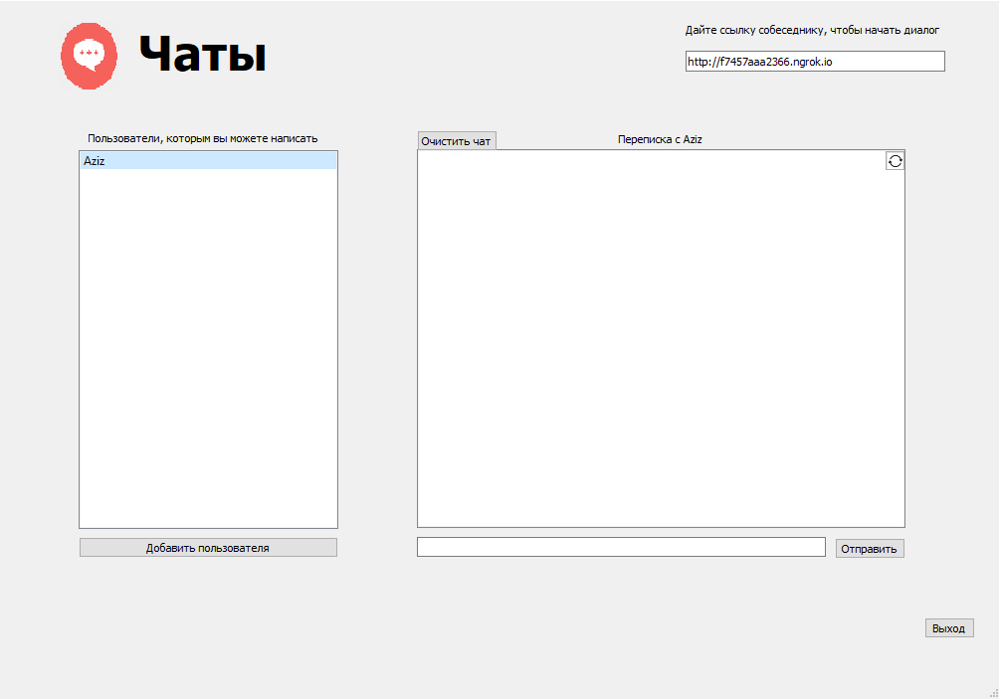 Чаты
Дайте ссылку собеседнику, чтобы начать диалог
http://f7457aaa2366.ngrok.io
Пользователи, которым вы можете написать
Aziz
Добавить пользователя
Очистить чат
Переписка с Aziz
Отправить
Выход